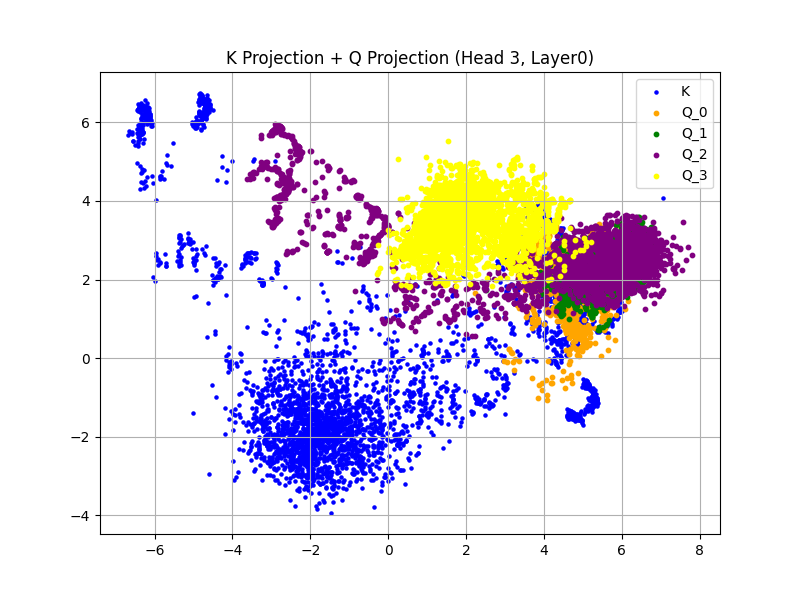 K Projection + Q Projection (Head 3, Layer0)
K
Q_0
Q_1
Q_2
Q_3
6
4
2
0
−2
−4
−6 −4 −2 0 2 4 6 8